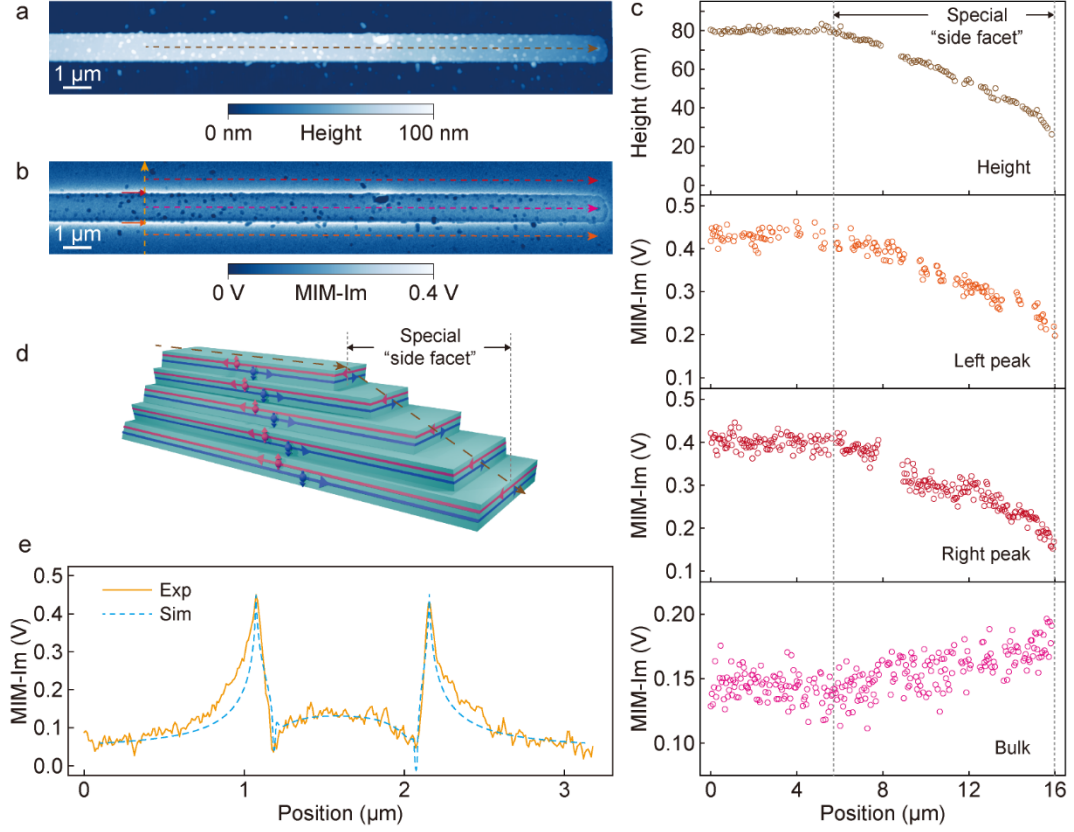 a
1 μm
0 nm
Height
100 nm
b
1 μm
0 V
MIM-Im
0.4 V
c
Special
“side facet”
Height (nm)
100
80
60
40
20
0
Height
MIM-Im (V)
0.5
0.4
0.3
0.2
0.1
Left peak
MIM-Im (V)
0.5
0.4
0.3
0.2
0.1
Right peak
MIM-Im (V)
0.20
0.15
0.10
Bulk
0
4
8
12
16
Position (μm)
d
Special
“side facet”
e
MIM-Im (V)
0.5
0.4
0.3
0.2
0.1
0.0
Exp
Sim
0
1
2
3
Position (μm)